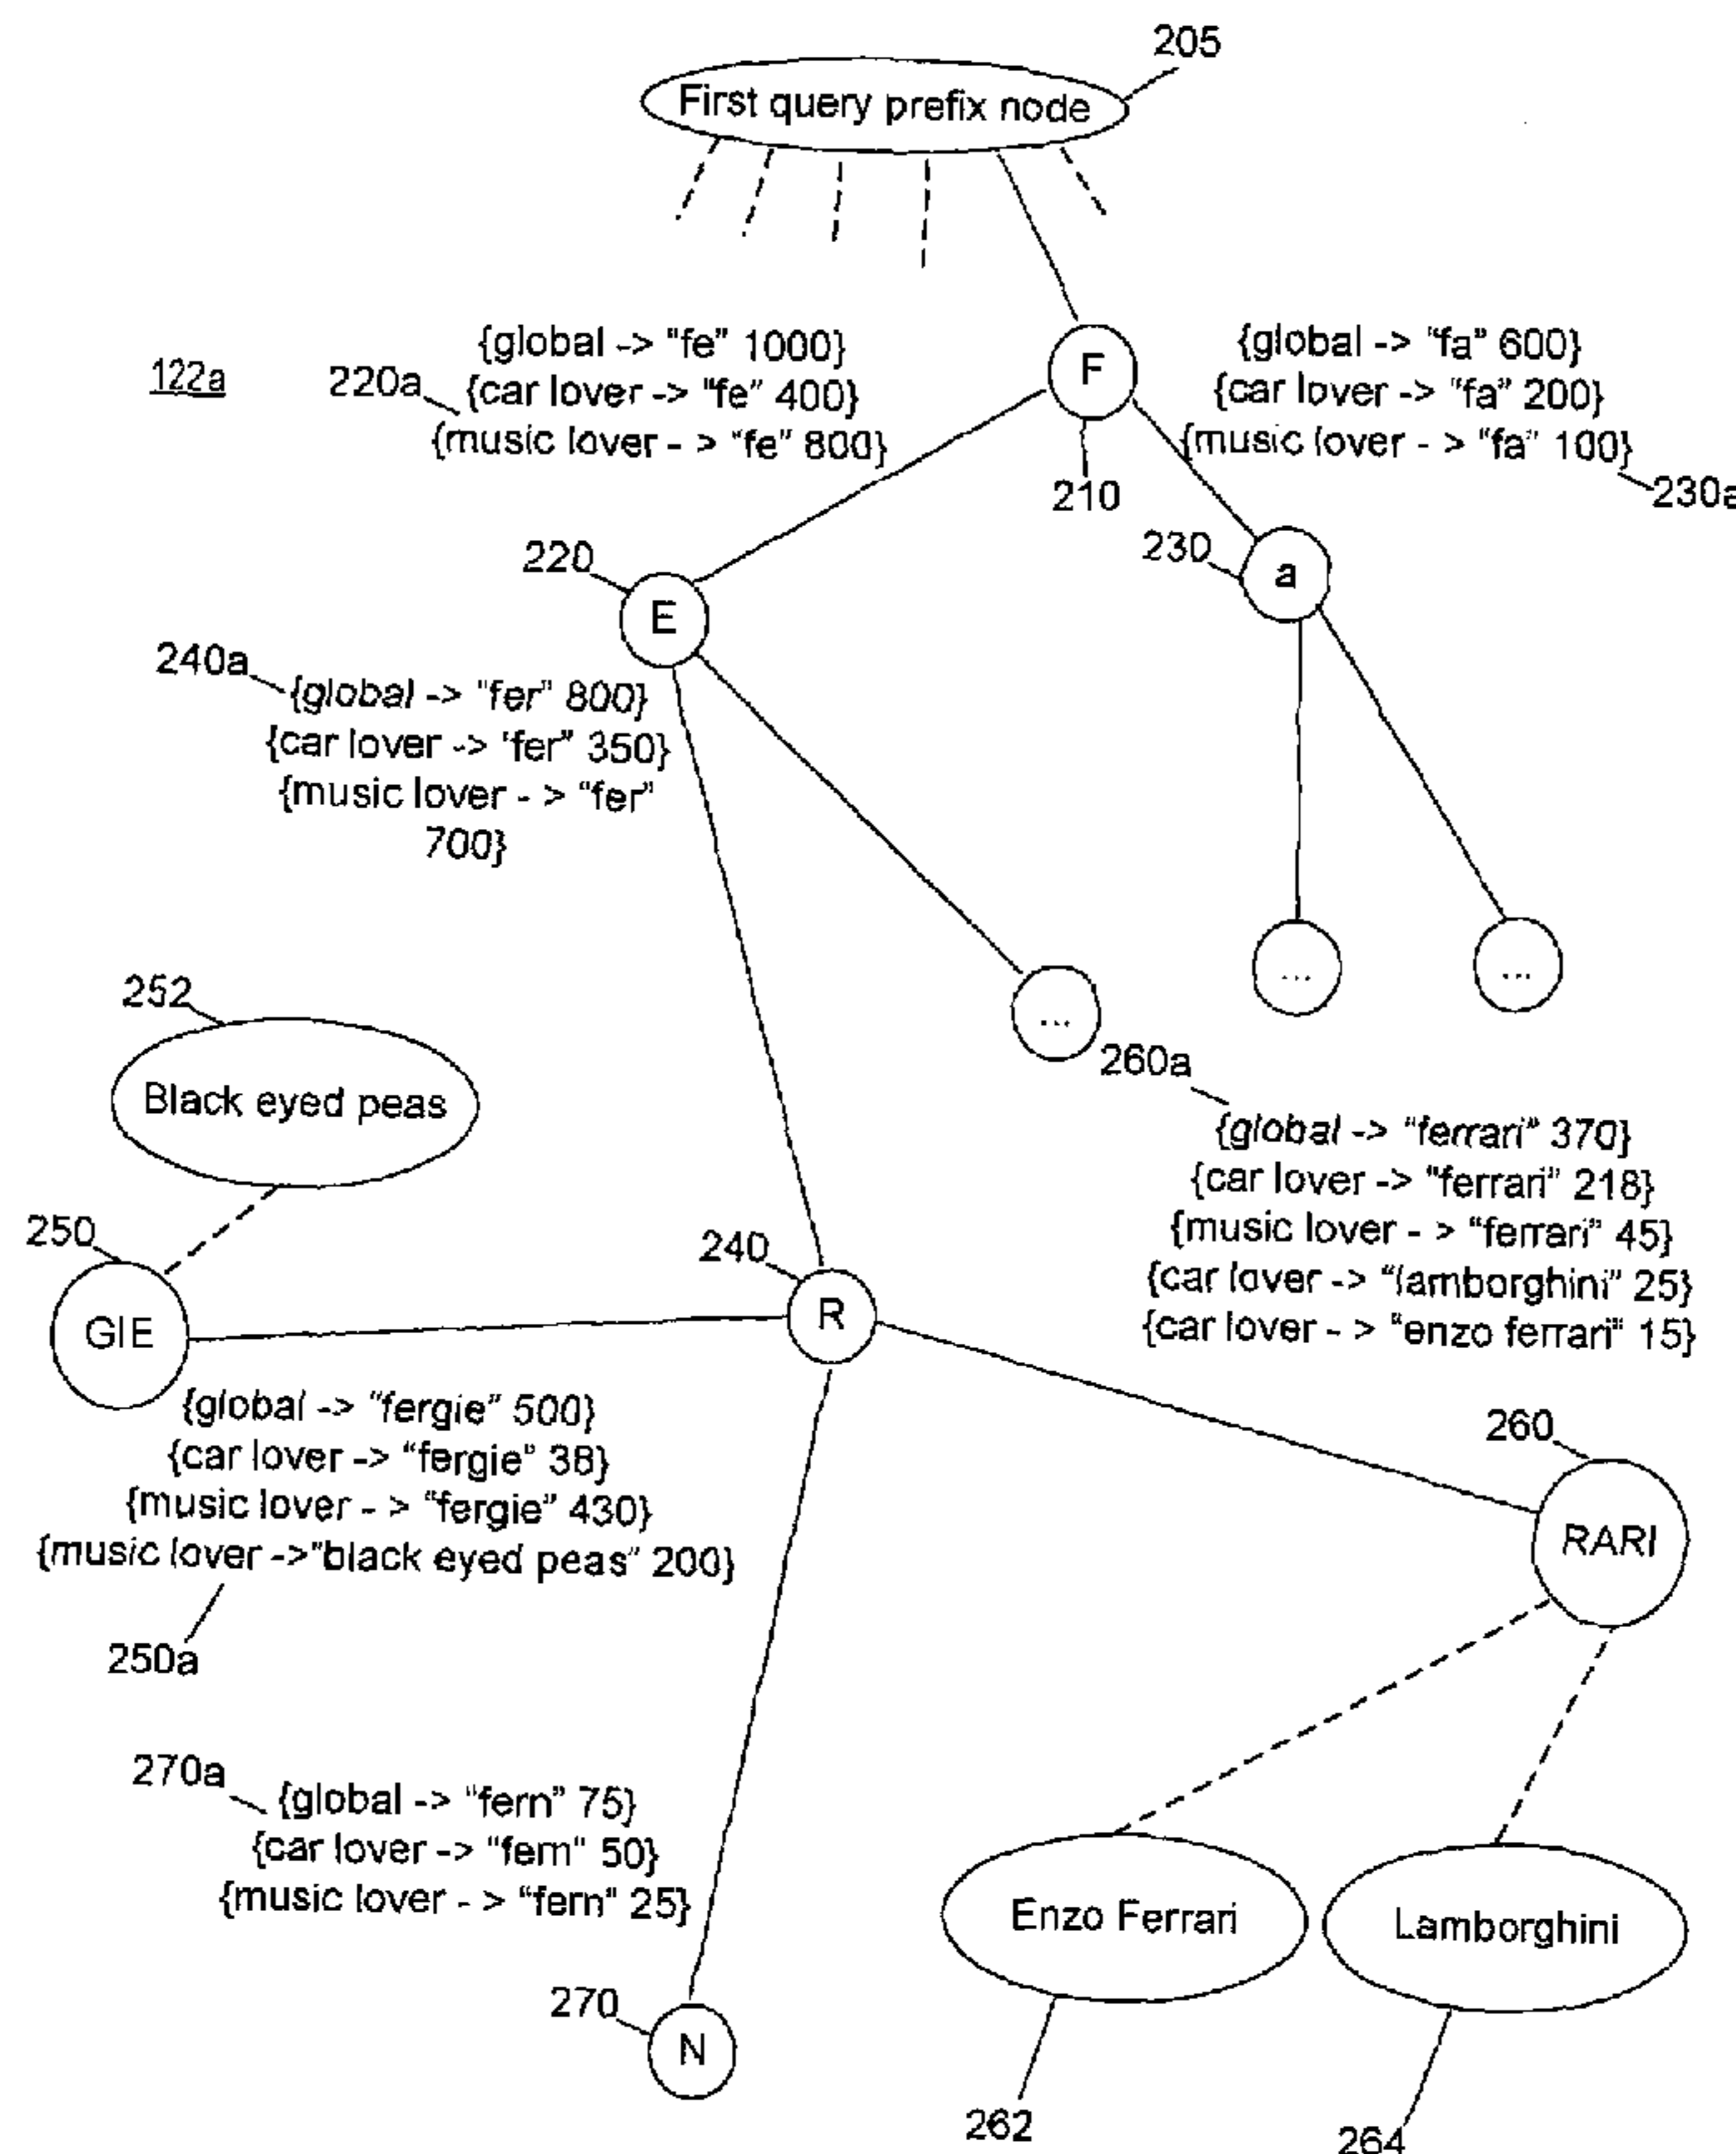 205
First query prefix node
{global -> "fe" 1000}
122a
220a
{car lover -> "fe" 400}
{music lover - > "fe" 800}
F
210
{global -> "fa" 600}
{car lover -> "fa" 200}
{music lover - > "fa" 100}
230a
220
E
230
a
240a
{global -> "fer" 800}
{car lover -> 'fer" 350}
{music lover - > "fer"
700}
...
...
...
252
Black eyed peas
260a
{global -> "ferrari" 370}
{car lover -> "ferrari" 218}
{music lover - > "ferrari" 45}
{car lover -> "lamborghini" 25}
{car lover - > "enzo ferrari" 15}
250
GIE
240
R
{global -> "fergie" 500}
{car lover -> "fergie" 38}
{music lover - > "fergie" 430}
{music lover ->"black eyed peas" 200}
250a
260
RARI
270a
{global -> "fern" 75}
{car lover -> "fern" 50}
{music lover - > "fern" 25}
270
N
Enzo Ferrari
Lamborghini
262
264